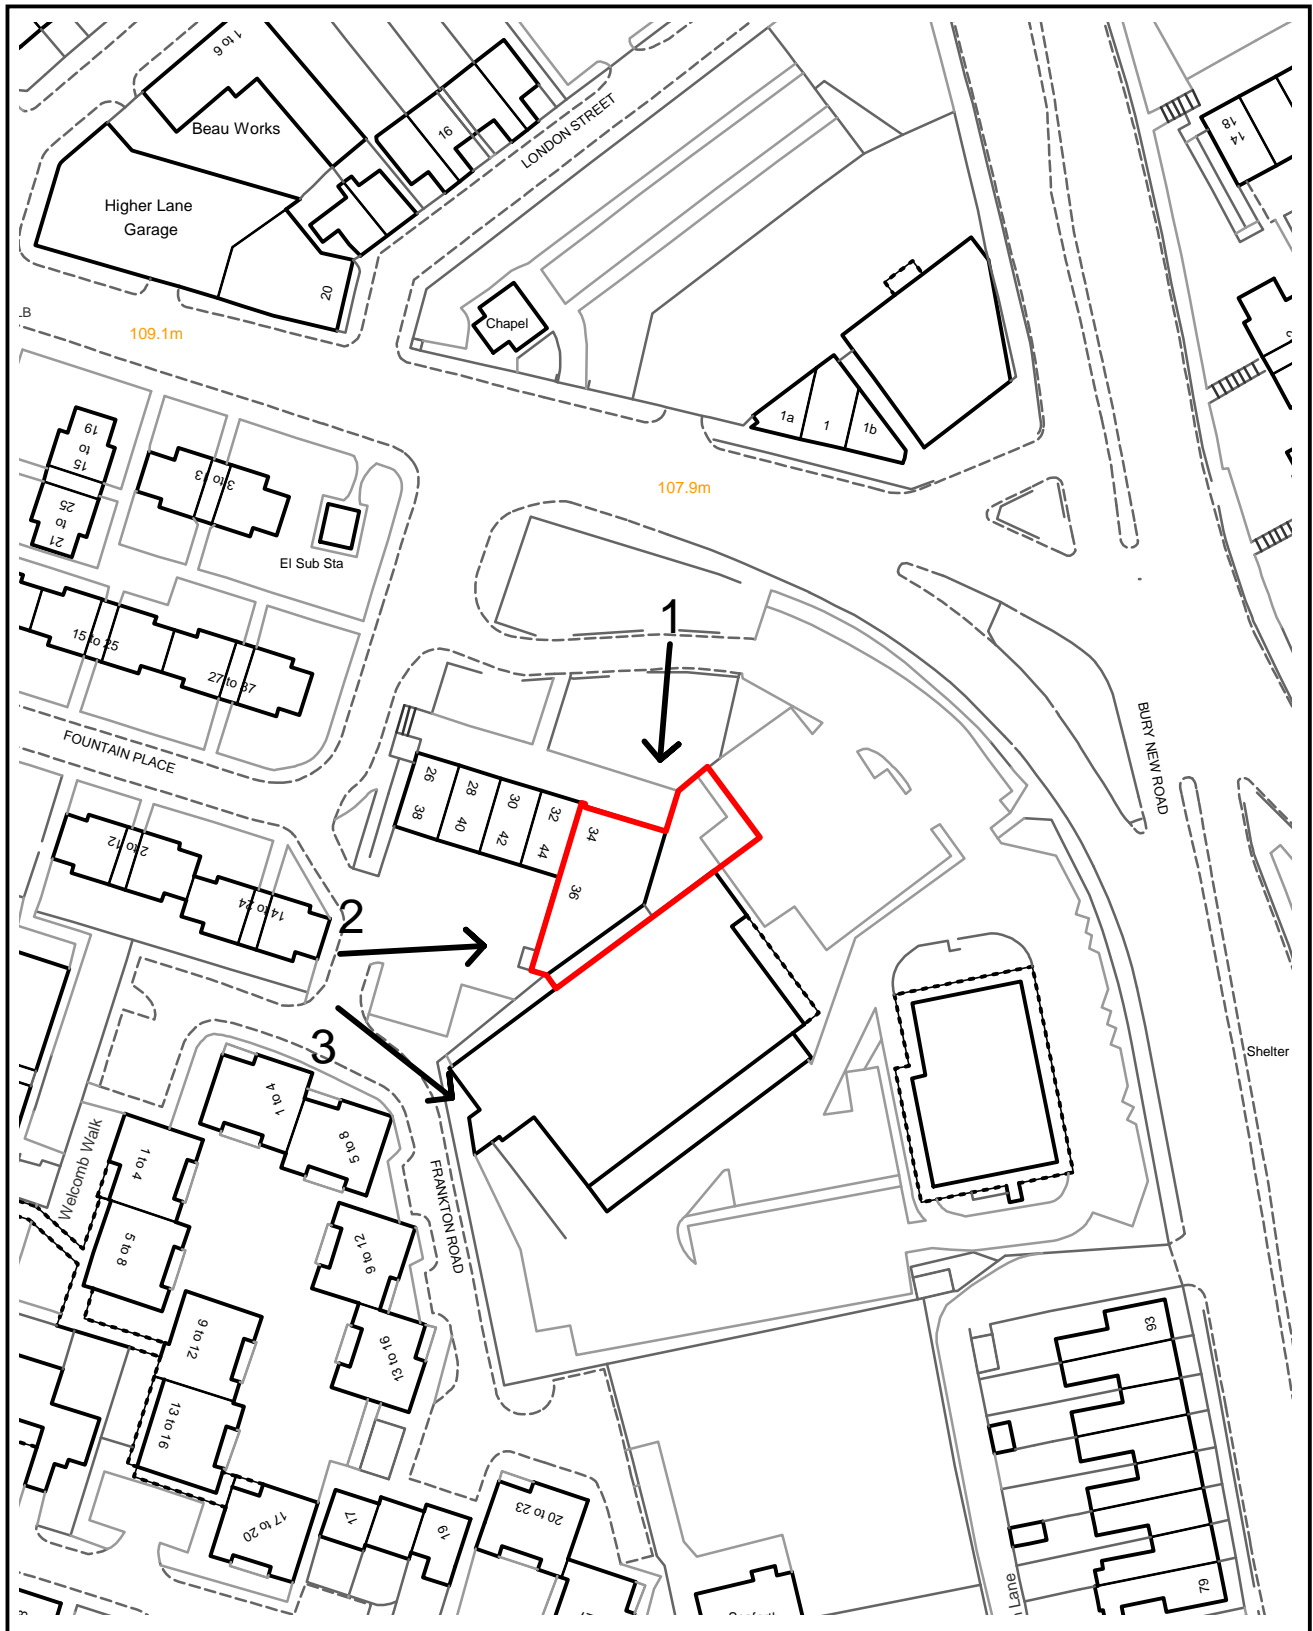 1 to 6
Beau Works
16
LONDON STREET
14
18
Higher Lane
Garage
20
Chapel
LB
109.1m
1a
1
1b
19
to
15
3 to 13
25
to
21
El Sub Sta
107.9m
1
15 to 25
27 to 37
FOUNTAIN PLACE
BURY NEW ROAD
26
28
30
32
34
38
40
42
44
36
2 to 12
14 to 24
2
3
Shelter
1 to 4
5 to 8
Welcomb Walk
1 to 4
5 to 8
FRANKTON ROAD
9 to 12
9 to 12
13 to 16
13 to 16
93
17 to 20
17
19
20 to 23
79
Lane